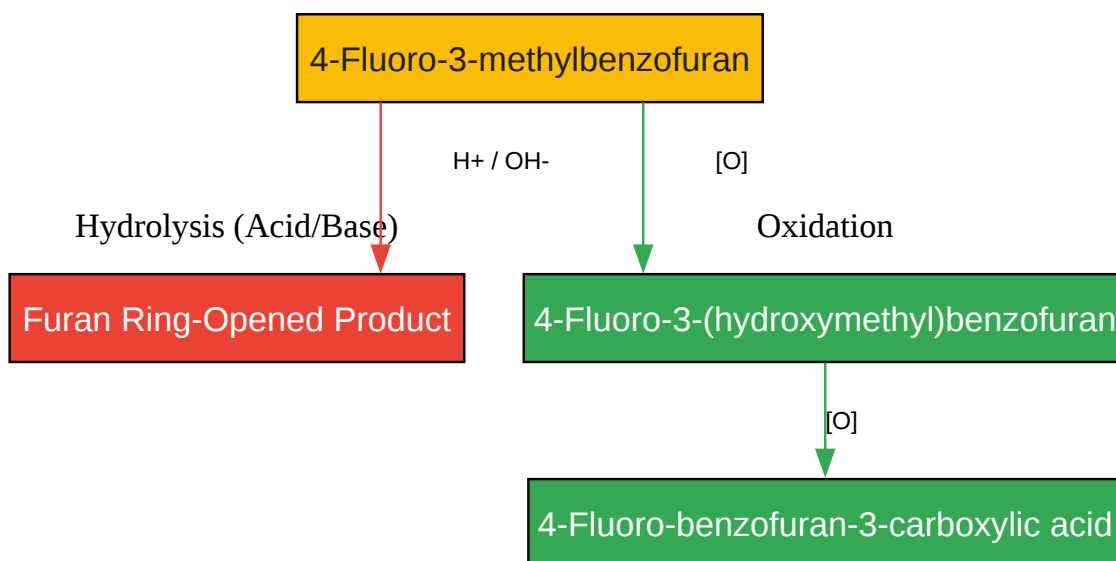 4-Fluoro-3-methylbenzofuran
H+ / OH-
[O]
Hydrolysis (Acid/Base)
Oxidation
Furan Ring-Opened Product
4-Fluoro-3-(hydroxymethyl)benzofuran
[O]
4-Fluoro-benzofuran-3-carboxylic acid